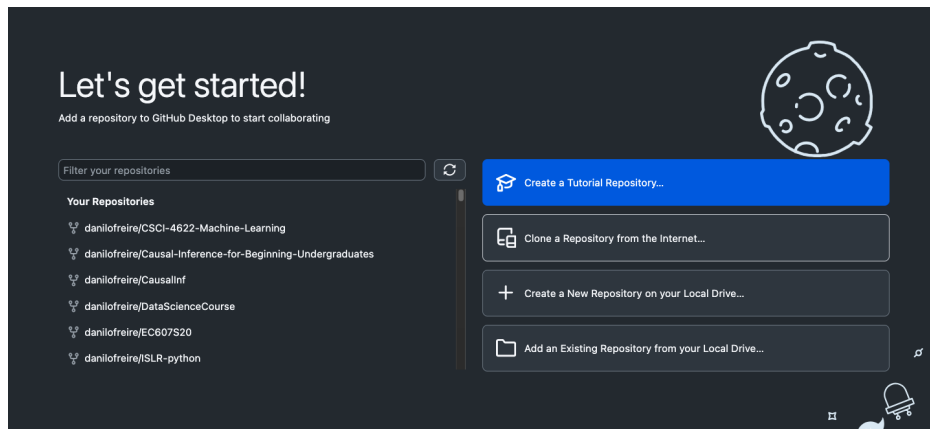 Let's get started!
Add a repository to GitHub Desktop to start collaborating
Filter your repositories
Your Repositories
danilofreire/CSCI-4622-Machine-Learning
danilofreire/Causal-Inference-for-Beginning-Undergraduates
danilofreire/CausalInf
danilofreire/DataScienceCourse
danilofreire/EC607S20
danilofreire/ISLR-python
Create a Tutorial Repository...
Clone a Repository from the Internet...
Create a New Repository on your Local Drive...
Add an Existing Repository from your Local Drive...